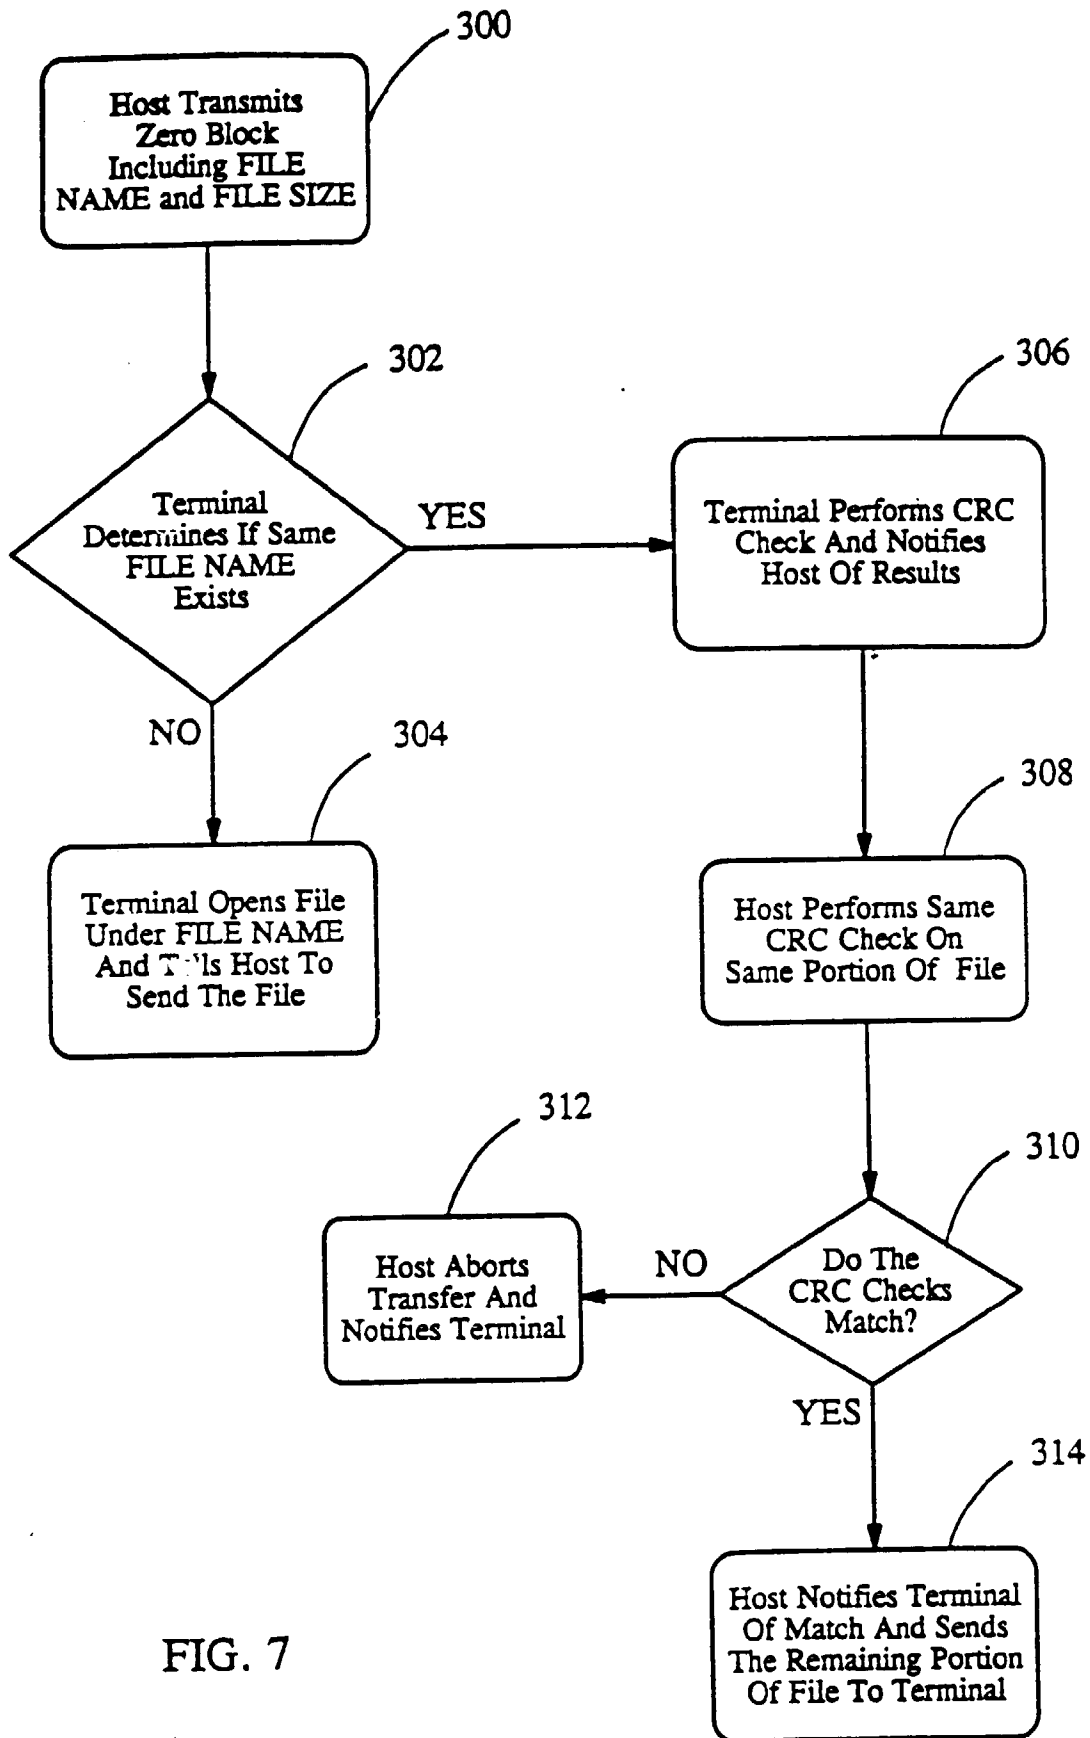 300
Host Transmits
Zero Block
Including FILE
NAME and FILE SIZE
302
Terminal
Determines If Same
FILE NAME
Exists
YES
NO
306
Terminal Performs CRC
Check And Notifies
Host Of Results
304
Terminal Opens File
Under FILE NAME
And Host To
Send The File
308
Host Performs Same
CRC Check On
Same Portion Of File
310
Do The
CRC Checks
Match?
NO
312
Host Aborts
Transfer And
Notifies Terminal
YES
314
Host Notifies Terminal
Of Match And Sends
The Remaining Portion
Of File To Terminal
FIG. 7